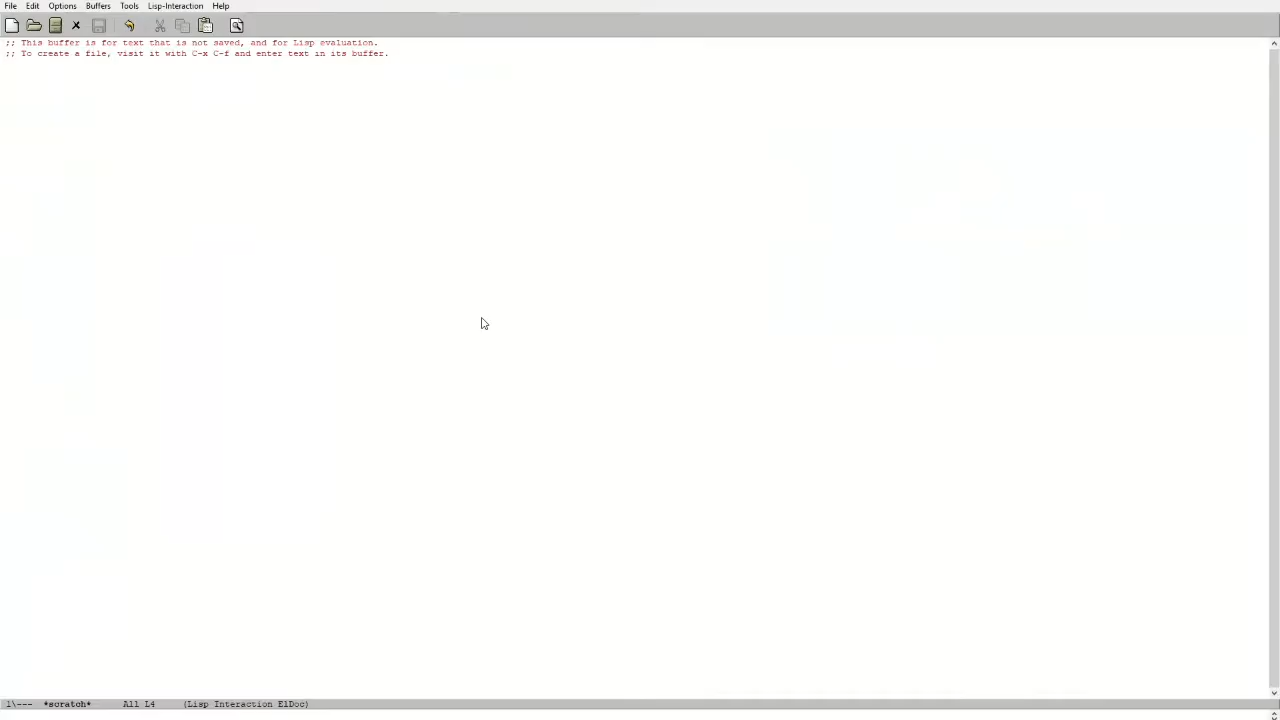 File Edit Options Buffers Tools Lisp-Interaction Help
;; This buffer is for text that is not saved, and for Lisp evaluation.
;; To create a file, visit it with C-x C-f and enter text in its buffer.
1\--- *scratch* All L4 (Lisp Interaction ElDoc)